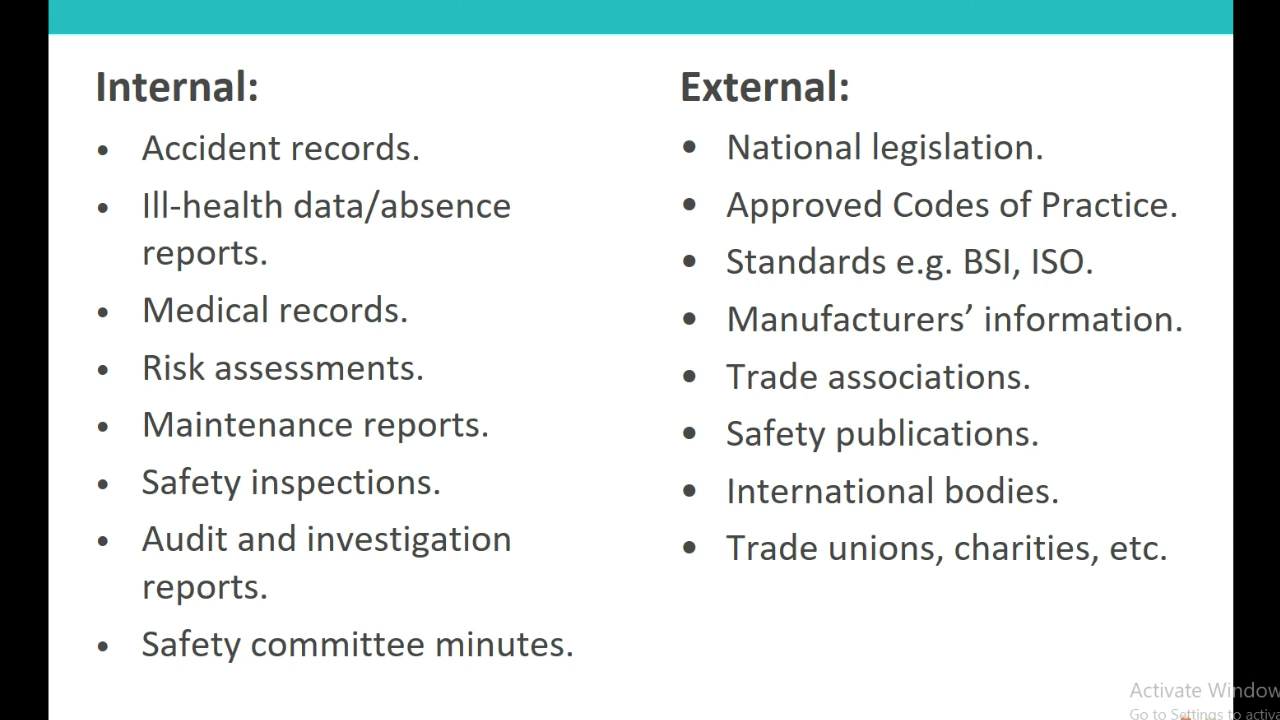 Internal:
• Accident records.
• Ill-health data/absence
reports.
• Medical records.
• Risk assessments.
• Maintenance reports.
• Safety inspections.
• Audit and investigation
reports.
• Safety committee minutes.
External:
• National legislation.
• Approved Codes of Practice.
• Standards e.g. BSI, ISO.
• Manufacturers’ information.
• Trade associations.
• Safety publications.
• International bodies.
• Trade unions, charities, etc.
Activate Window
Go to Settings to activa